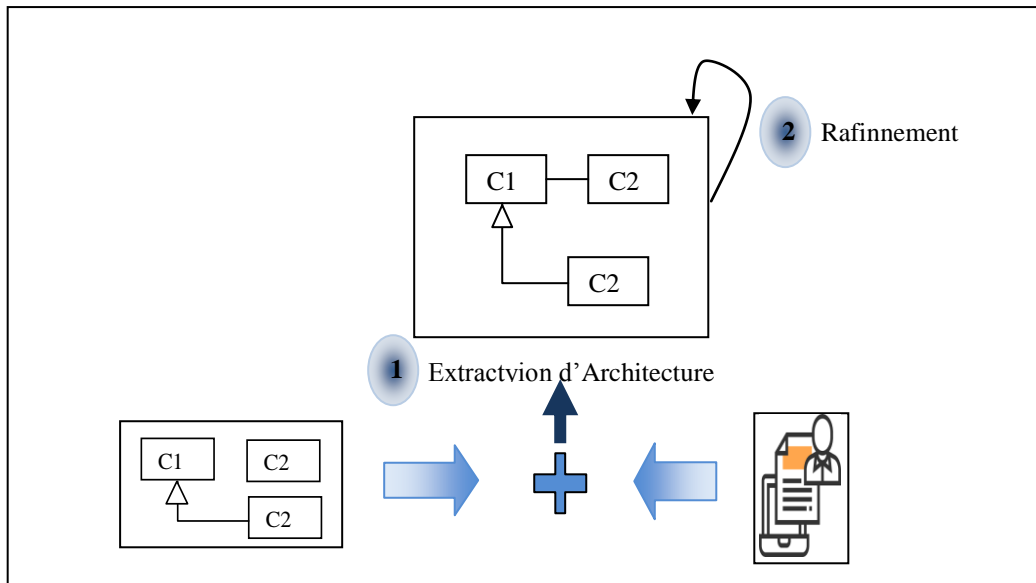 2 Rafinnement
C1 C2
C2
1 Extractvion d’Architecture
C1 C2
C2